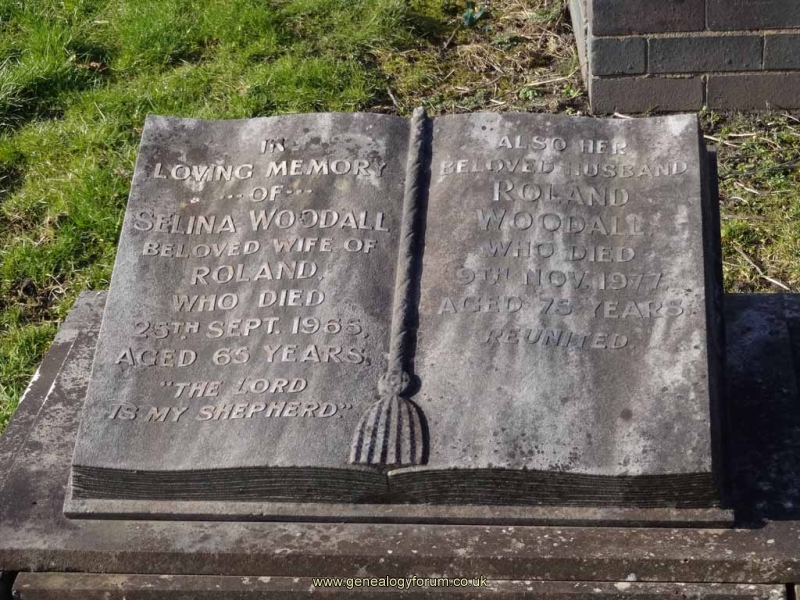 IN
LOVING MEMORY
OF
SELINA WOODALL
BELOVED WIFE OF
ROLAND,
WHO DIED
25TH SEPT. 1965,
AGED 65 YEARS,
"THE LORD
IS MY SHEPHERD"
ALSO HER
BELOVED HUSBAND
ROLAND
WOODALL,
WHO DIED
9TH NOV. 1977,
AGED 75 YEARS.
REUNITED.
www.genealogyforum.co.uk